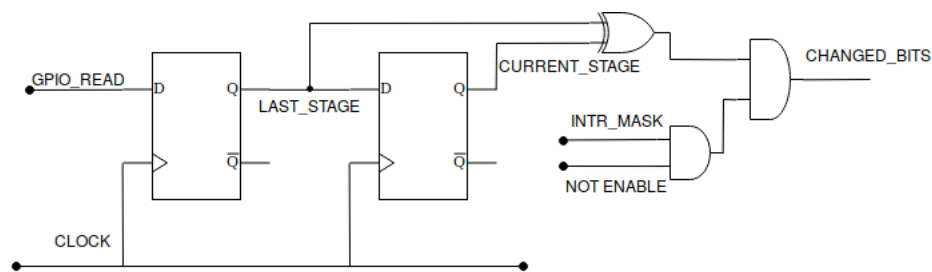 GPIO_READ
D
Q
Q
LAST_STAGE
D
Q
Q
CURRENT_STAGE
CHANGED_BITS
INTR_MASK
NOT ENABLE
CLOCK